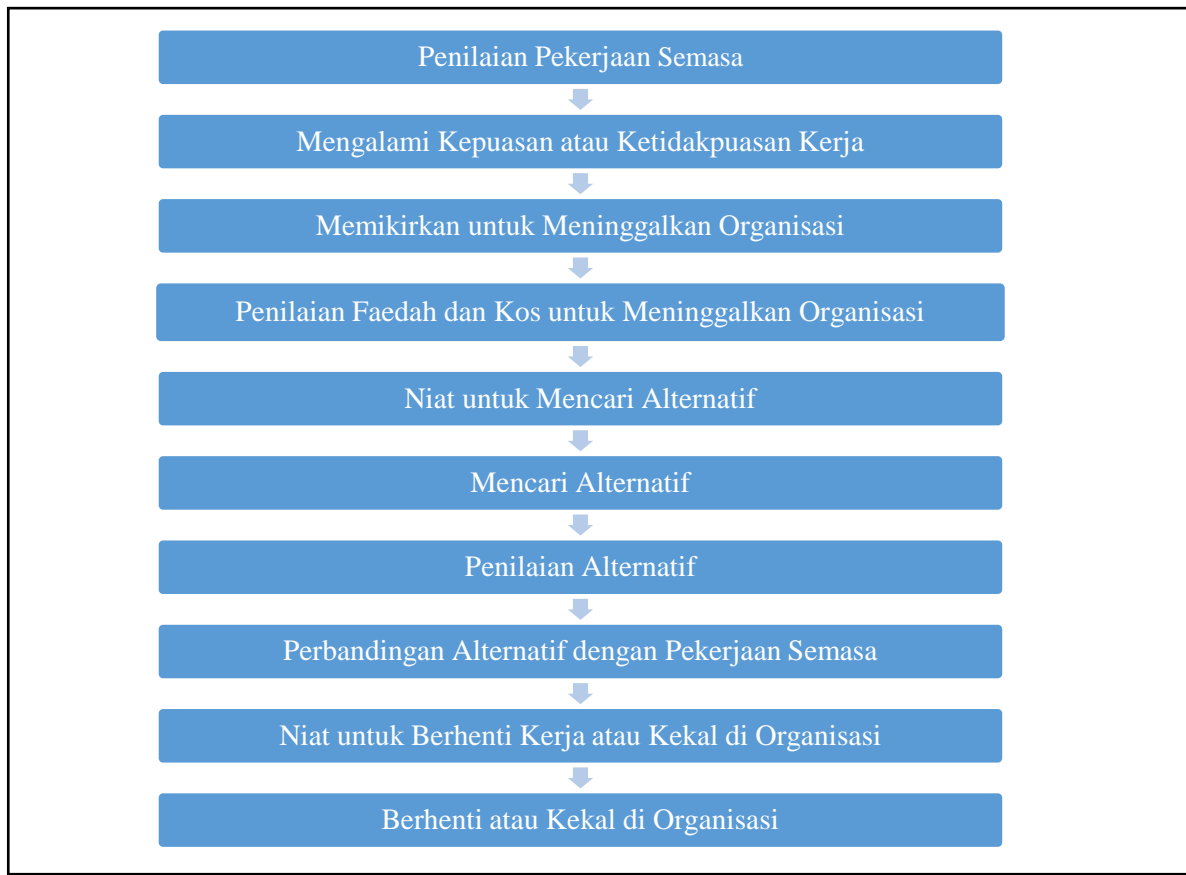 Penilaian Pekerjaan Semasa
Mengalami Kepuasan atau Ketidakpuasan Kerja
Memikirkan untuk Meninggalkan Organisasi
Penilaian Faedah dan Kos untuk Meninggalkan Organisasi
Niat untuk Mencari Alternatif
Mencari Alternatif
Penilaian Alternatif
Perbandingan Alternatif dengan Pekerjaan Semasa
Niat untuk Berhenti Kerja atau Kekal di Organisasi
Berhenti atau Kekal di Organisasi